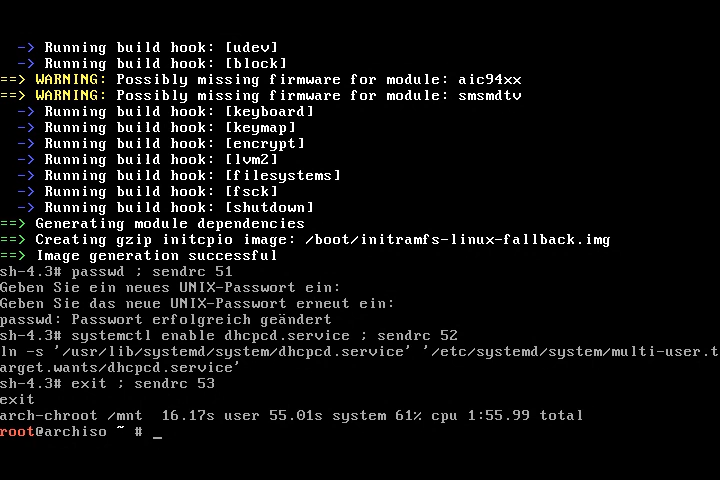 -> Running build hook: [udev]
-> Running build hook: [block]
==> WARNING: Possibly missing firmware for module: aic94xx
==> WARNING: Possibly missing firmware for module: smsmdtv
-> Running build hook: [keyboard]
-> Running build hook: [keymap]
-> Running build hook: [encrypt]
-> Running build hook: [lvm2]
-> Running build hook: [filesystems]
-> Running build hook: [fsck]
-> Running build hook: [shutdown]
==> Generating module dependencies
==> Creating gzip initcpio image: /boot/initramfs-linux-fallback.img
==> Image generation successful
sh-4.3# passwd ; sendrc 51
Geben Sie ein neues UNIX-Passwort ein:
Geben Sie das neue UNIX-Passwort erneut ein:
passwd: Passwort erfolgreich geändert
sh-4.3# systemctl enable dhcpcd.service ; sendrc 52
ln -s '/usr/lib/systemd/system/dhcpcd.service' '/etc/systemd/system/multi-user.t
arget.wants/dhcpcd.service'
sh-4.3# exit ; sendrc 53
exit
arch-chroot /mnt  16.17s user 55.01s system 61% cpu 1:55.99 total
root@archiso ~ # _